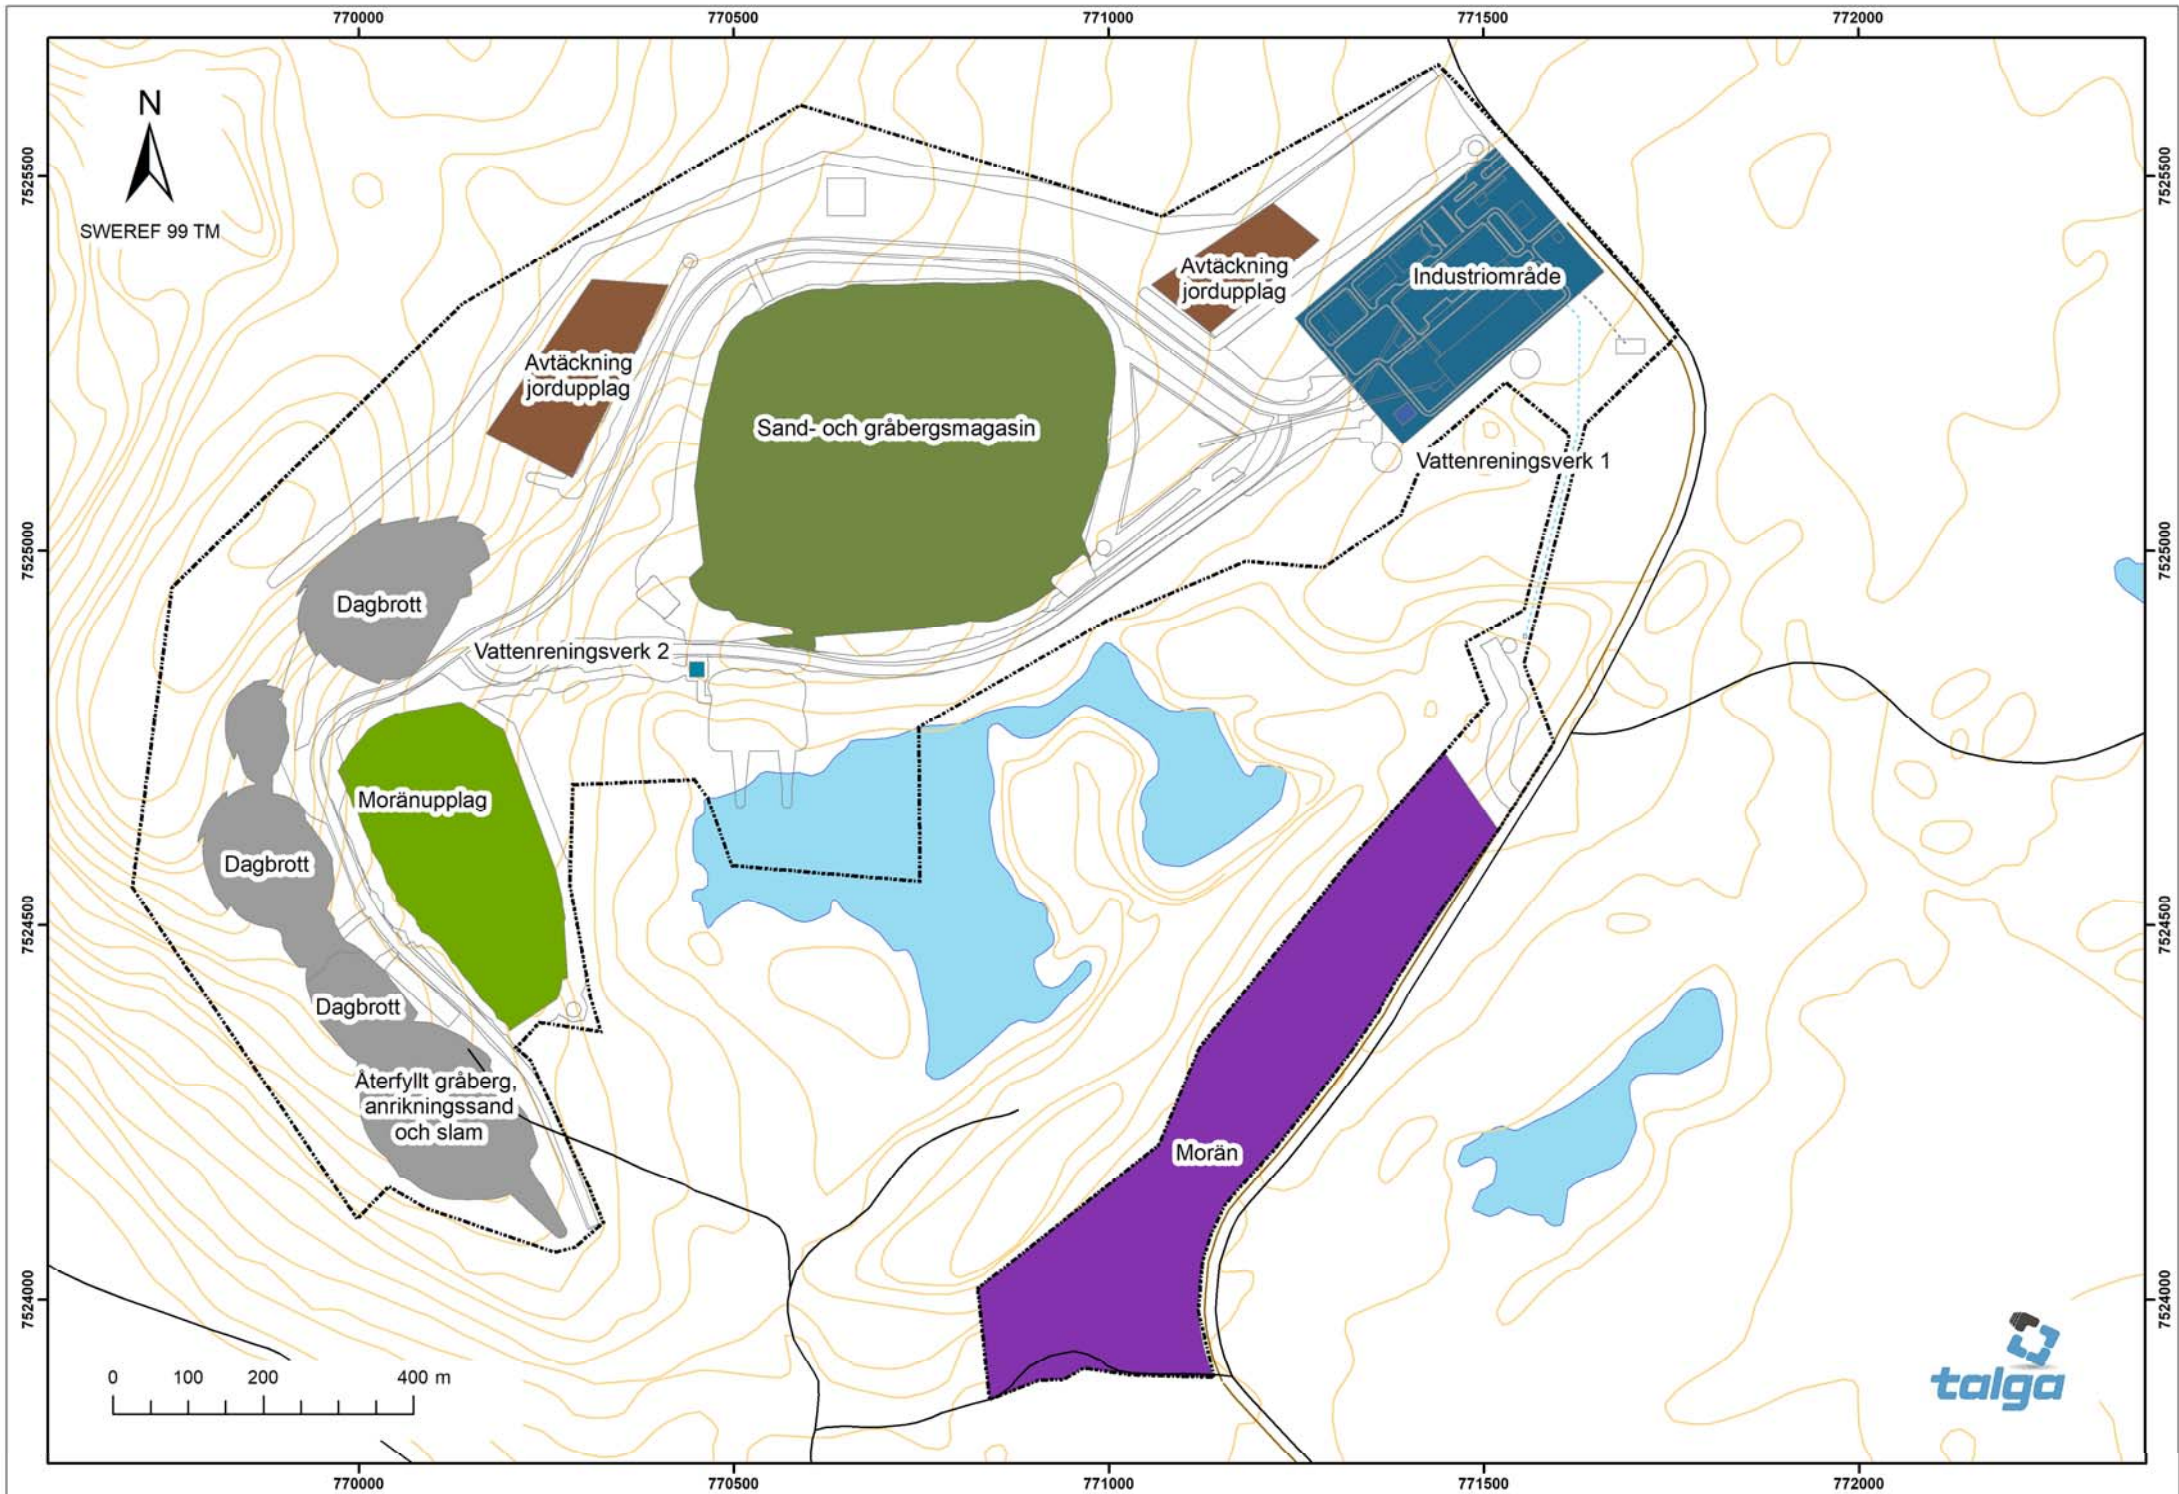 770000 770500 771000 771500 772000
N
SWEREF 99 TM
7525500
7525500
Avtäckning
jordupplag
Industriområde
Avtäckning
jordupplag
Sand- och gråbergsmagasin
Vattenreningsverk 1
7525000
7525000
Dagbrott
Vattenreningsverk 2
Moränupplag
Dagbrott
7524500
7524500
Dagbrott
Återfyllt gråberg,
anrikningssand
och slam
Morän
7524000
7524000
0 100 200 400 m
talga
770000 770500 771000 771500 772000